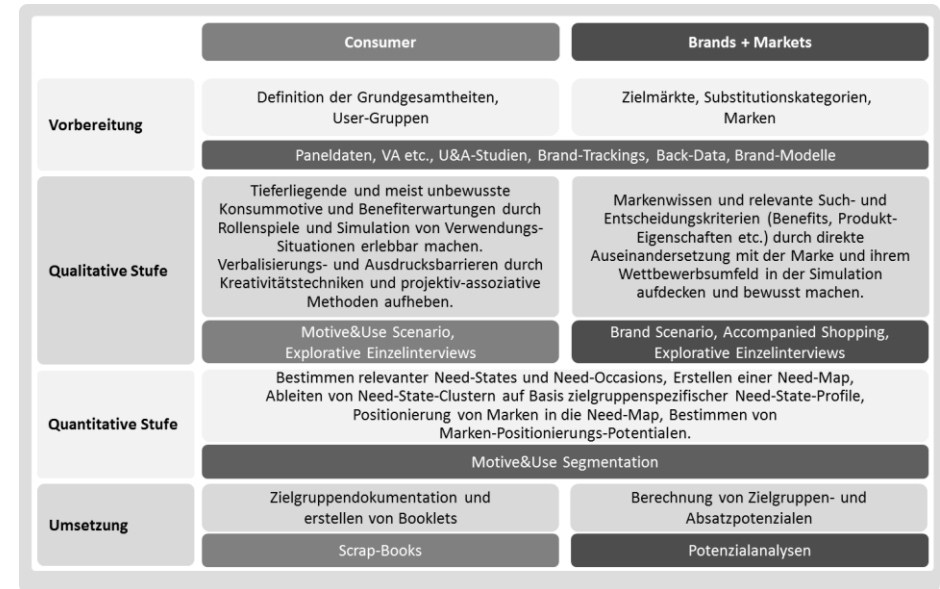 Consumer
Brands + Markets
Vorbereitung
Definition der Grundgesamtheiten,
User-Gruppen
Zielmärkte, Substitutionskategorien,
Marken
Paneldaten, VA etc., U&A-Studien, Brand-Trackings, Back-Data, Brand-Modelle
Qualitative Stufe
Tieferliegende und meist unbewusste
Konsummotive und Benefiterwartungen durch
Rollenspiele und Simulation von Verwendungs-
Situationen erlebbar machen.
Verbalisierungs- und Ausdrucksbarrieren durch
Kreativitätstechniken und projektiv-assoziative
Methoden aufheben.
Markenwissen und relevante Such- und
Entscheidungskriterien (Benefits, Produkt-
Eigenschaften etc.) durch direkte
Auseinandersetzung mit der Marke und ihrem
Wettbewerbsumfeld in der Simulation
aufdecken und bewusst machen.
Motive&Use Scenario,
Explorative Einzelinterviews
Brand Scenario, Accompanied Shopping,
Explorative Einzelinterviews
Quantitative Stufe
Bestimmen relevanter Need-States und Need-Occasions, Erstellen einer Need-Map,
Ableiten von Need-State-Clustern auf Basis zielgruppenspezifischer Need-State-Profile,
Positionierung von Marken in die Need-Map, Bestimmen von
Marken-Positionierungs-Potentialen.
Motive&Use Segmentation
Umsetzung
Zielgruppendokumentation und
erstellen von Booklets
Berechnung von Zielgruppen- und
Absatzpotenzialen
Scrap-Books
Potenzialanalysen